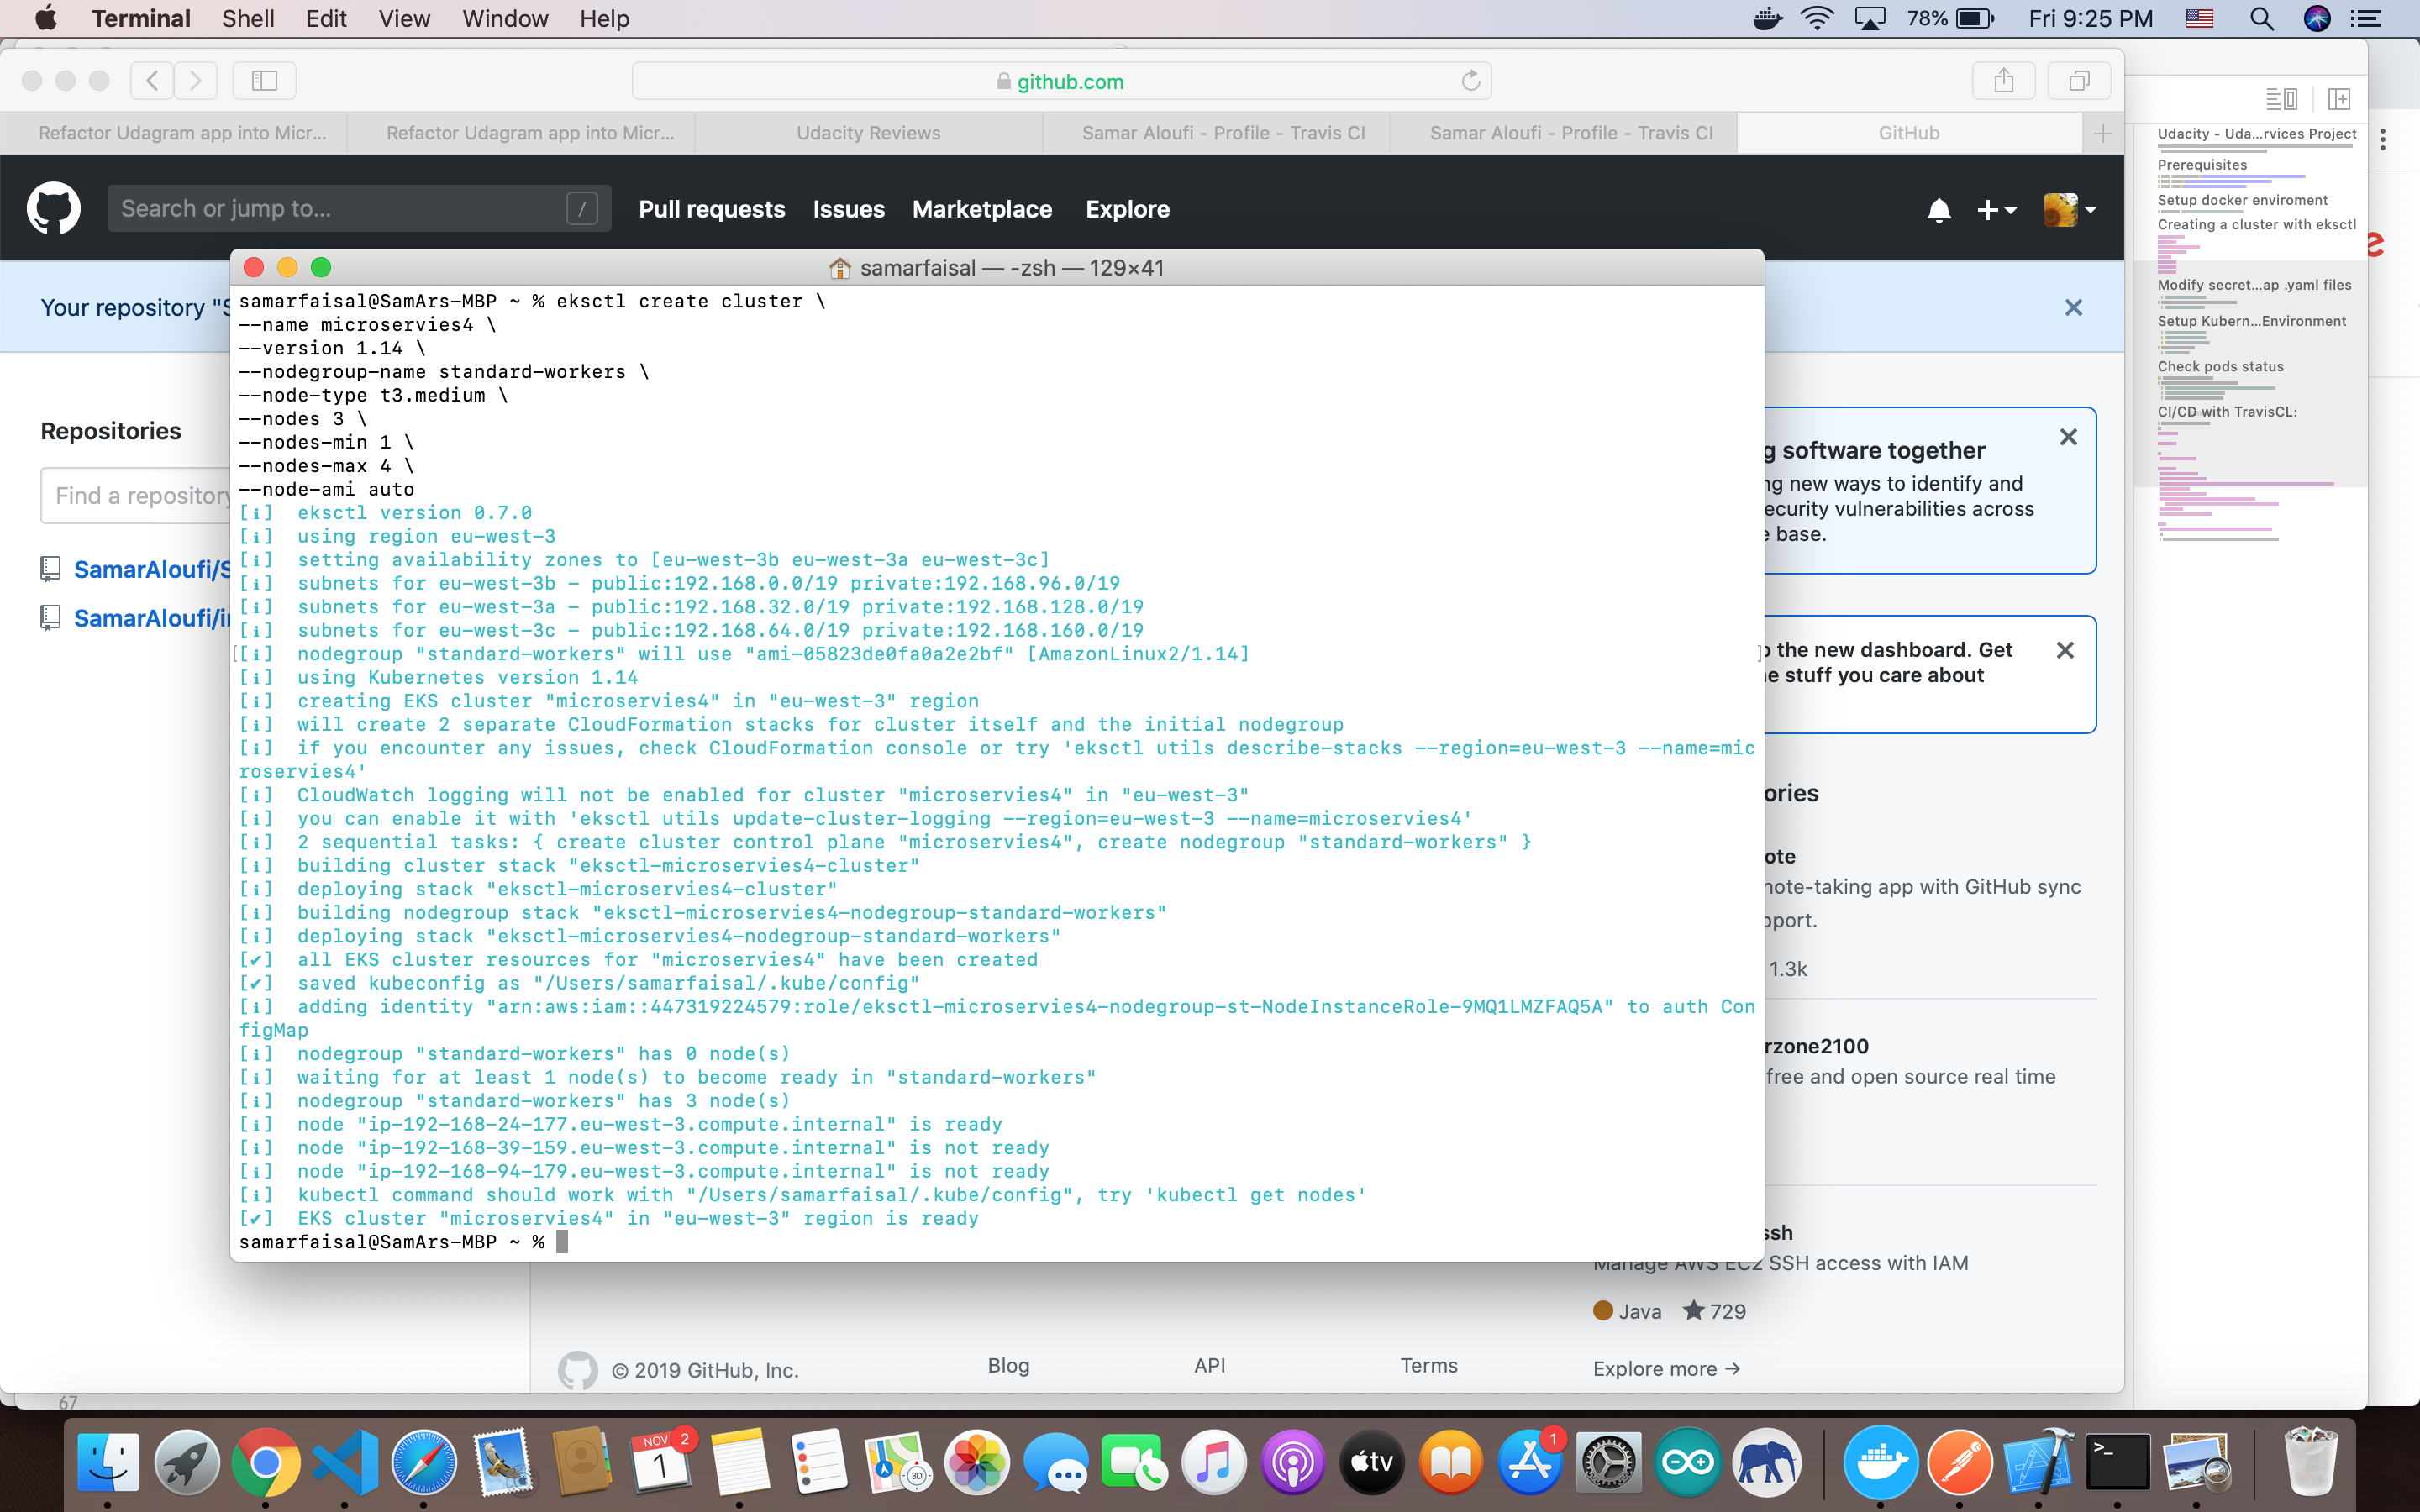 Terminal Shell Edit View Window Help 78% Fri 9:25 PM
github.com
Refactor Udagram app into Micr... Refactor Udagram app into Micr... Udacity Reviews Samar Aloufi - Profile - Travis CI Samar Aloufi - Profile - Travis CI GitHub
Search or jump to... / Pull requests Issues Marketplace Explore
Your repository "S
Repositories
Find a repository
SamarAloufi/S
SamarAloufi/i
samarfaisal — -zsh — 129×41
samarfaisal@SamArs-MBP ~ % eksctl create cluster \
--name microservies4 \
--version 1.14 \
--nodegroup-name standard-workers \
--node-type t3.medium \
--nodes 3 \
--nodes-min 1 \
--nodes-max 4 \
--node-ami auto
[ℹ]  eksctl version 0.7.0
[ℹ]  using region eu-west-3
[ℹ]  setting availability zones to [eu-west-3b eu-west-3a eu-west-3c]
[ℹ]  subnets for eu-west-3b - public:192.168.0.0/19 private:192.168.96.0/19
[ℹ]  subnets for eu-west-3a - public:192.168.32.0/19 private:192.168.128.0/19
[ℹ]  subnets for eu-west-3c - public:192.168.64.0/19 private:192.168.160.0/19
[ℹ]  nodegroup "standard-workers" will use "ami-05823de0fa0a2e2bf" [AmazonLinux2/1.14]
[ℹ]  using Kubernetes version 1.14
[ℹ]  creating EKS cluster "microservies4" in "eu-west-3" region
[ℹ]  will create 2 separate CloudFormation stacks for cluster itself and the initial nodegroup
[ℹ]  if you encounter any issues, check CloudFormation console or try 'eksctl utils describe-stacks --region=eu-west-3 --name=mic
roservies4'
[ℹ]  CloudWatch logging will not be enabled for cluster "microservies4" in "eu-west-3"
[ℹ]  you can enable it with 'eksctl utils update-cluster-logging --region=eu-west-3 --name=microservies4'
[ℹ]  2 sequential tasks: { create cluster control plane "microservies4", create nodegroup "standard-workers" }
[ℹ]  building cluster stack "eksctl-microservies4-cluster"
[ℹ]  deploying stack "eksctl-microservies4-cluster"
[ℹ]  building nodegroup stack "eksctl-microservies4-nodegroup-standard-workers"
[ℹ]  deploying stack "eksctl-microservies4-nodegroup-standard-workers"
[✔]  all EKS cluster resources for "microservies4" have been created
[✔]  saved kubeconfig as "/Users/samarfaisal/.kube/config"
[ℹ]  adding identity "arn:aws:iam::447319224579:role/eksctl-microservies4-nodegroup-st-NodeInstanceRole-9MQ1LMZFAQ5A" to auth Con
figMap
[ℹ]  nodegroup "standard-workers" has 0 node(s)
[ℹ]  waiting for at least 1 node(s) to become ready in "standard-workers"
[ℹ]  nodegroup "standard-workers" has 3 node(s)
[ℹ]  node "ip-192-168-24-177.eu-west-3.compute.internal" is ready
[ℹ]  node "ip-192-168-39-159.eu-west-3.compute.internal" is not ready
[ℹ]  node "ip-192-168-94-179.eu-west-3.compute.internal" is not ready
[ℹ]  kubectl command should work with "/Users/samarfaisal/.kube/config", try 'kubectl get nodes'
[✔]  EKS cluster "microservies4" in "eu-west-3" region is ready
samarfaisal@SamArs-MBP ~ %
g software together
ng new ways to identify and
ecurity vulnerabilities across
e base.
o the new dashboard. Get
e stuff you care about
ories
ote
note-taking app with GitHub sync
pport.
1.3k
rzone2100
free and open source real time
ssh
Manage AWS EC2 SSH access with IAM
Java 729
Explore more →
© 2019 GitHub, Inc. Blog API Terms
Udacity - Uda...rvices Project
Prerequisites
Setup docker enviroment
Creating a cluster with eksctl
Modify secret...ap .yaml files
Setup Kubern...Environment
Check pods status
CI/CD with TravisCL:
e
67
NOV 2
1
3D
tv
1
>_